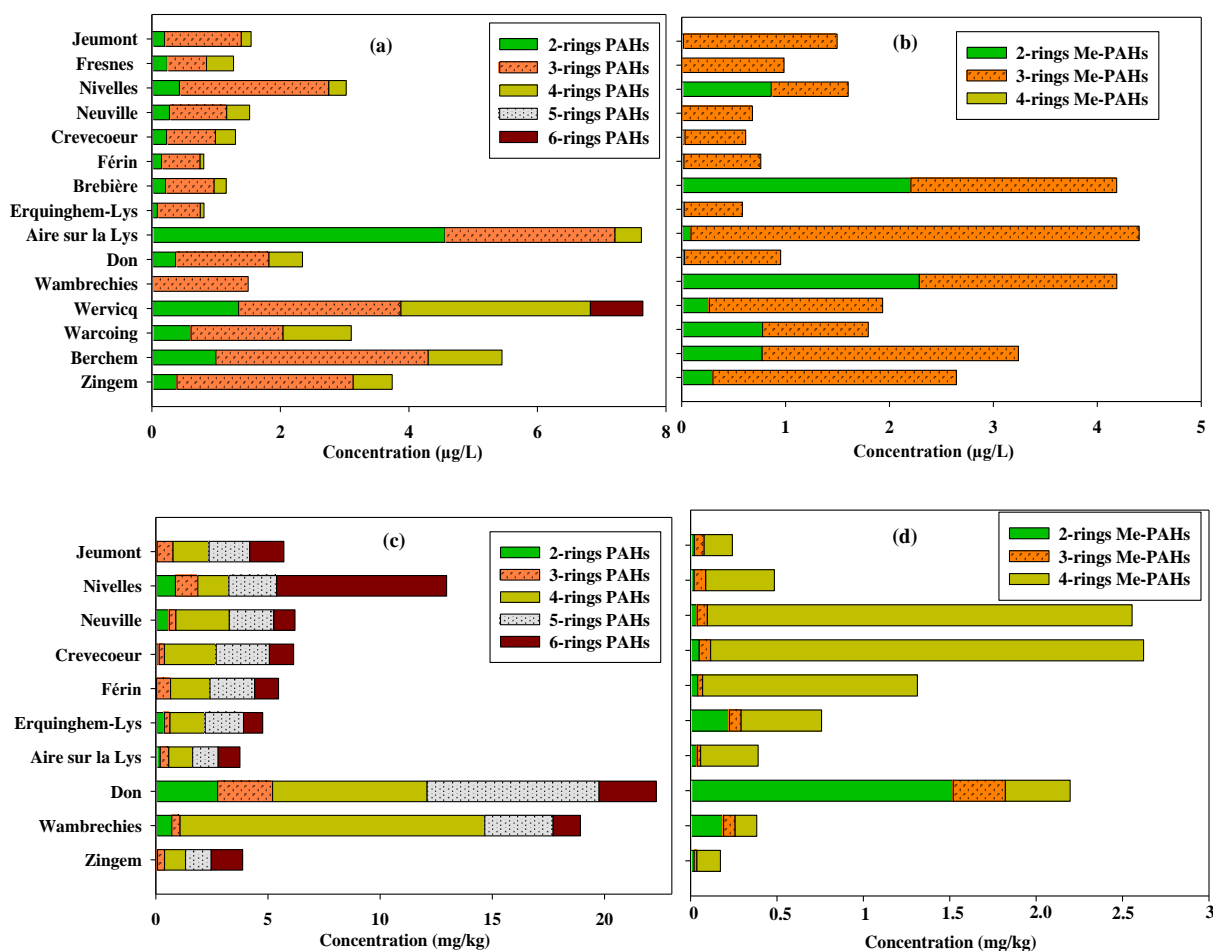 (a)
Jeumont
Fresnes
Nivelles
Neuville
Crevecoeur
Férin
Brebière
Erquinghem-Lys
Aire sur la Lys
Don
Wambrechies
Wervicq
Warcoing
Berchem
Zingem
2-rings PAHs
3-rings PAHs
4-rings PAHs
5-rings PAHs
6-rings PAHs
0 2 4 6 8
Concentration (µg/L)
(b)
2-rings Me-PAHs
3-rings Me-PAHs
4-rings Me-PAHs
0 1 2 3 4 5
Concentration (µg/L)
(c)
Jeumont
Nivelles
Neuville
Crevecoeur
Férin
Erquinghem-Lys
Aire sur la Lys
Don
Wambrechies
Zingem
2-rings PAHs
3-rings PAHs
4-rings PAHs
5-rings PAHs
6-rings PAHs
0 5 10 15 20
Concentration (mg/kg)
(d)
2-rings Me-PAHs
3-rings Me-PAHs
4-rings Me-PAHs
0 0.5 1 1.5 2.0 2.5 3
Concentration (mg/kg)